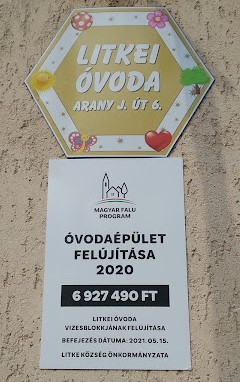 LITKEI
ÓVODA
ARANY J. ÚT 6.
MAGYAR FALU
PROGRAM
ÓVODAÉPÜLET
FELÚJÍTÁSA
2020
6 927 490 FT
LITKEI ÓVODA
VIZESBLOKKJÁNAK FELÚJÍTÁSA
BEFEJEZÉS DÁTUMA: 2021. 05. 15.
LITKE KÖZSÉG ÖNKORMÁNYZATA